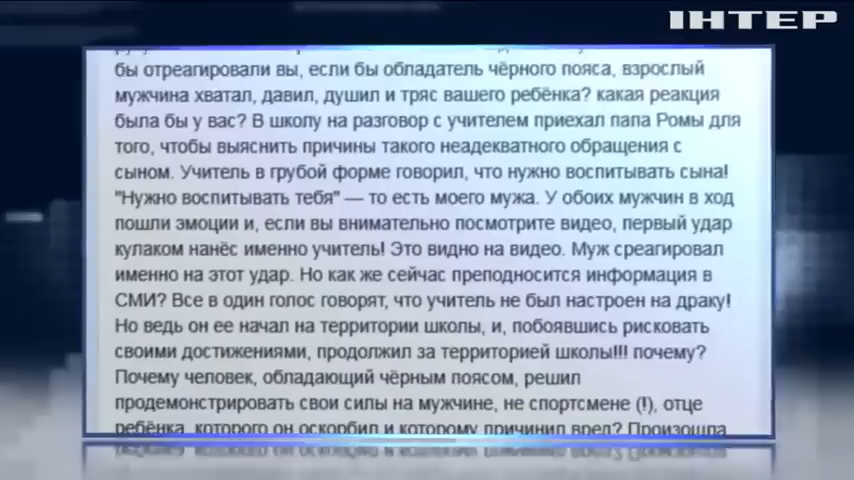 ІНТЕР
бы отреагировали вы, если бы обладатель чёрного пояса, взрослый
мужчина хватал, давил, душил и тряс вашего ребёнка? какая реакция
была бы у вас? В школу на разговор с учителем приехал папа Ромы для
того, чтобы выяснить причины такого неадекватного обращения с
сыном. Учитель в грубой форме говорил, что нужно воспитывать сына!
"Нужно воспитывать тебя" — то есть моего мужа. У обоих мужчин в ход
пошли эмоции и, если вы внимательно посмотрите видео, первый удар
кулаком нанёс именно учитель! Это видно на видео. Муж среагировал
именно на этот удар. Но как же сейчас преподносится информация в
СМИ? Все в один голос говорят, что учитель не был настроен на драку!
Но ведь он ее начал на территории школы, и, побоявшись рисковать
своими достижениями, продолжил за территорией школы!!! почему?
Почему человек, обладающий чёрным поясом, решил
продемонстрировать свои силы на мужчине, не спортсмене (!), отце
ребёнка, которого он оскорбил и которому причинил вред? Произошла